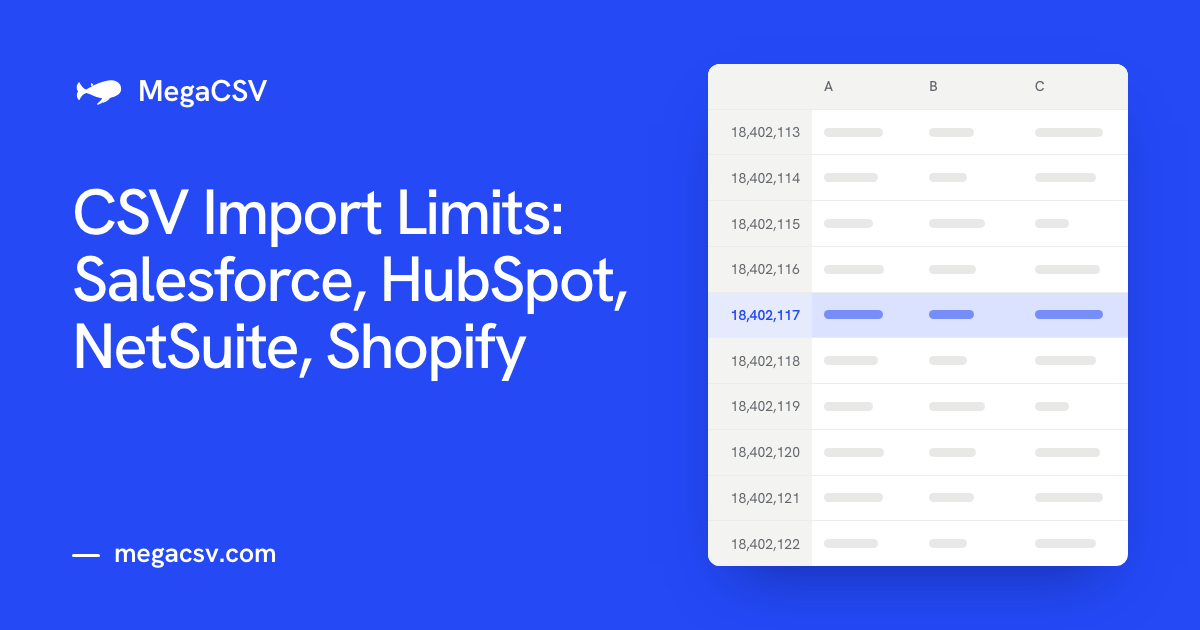 MegaCSV
CSV Import Limits:
Salesforce, HubSpot,
NetSuite, Shopify
megacsv.com
A B C
18,402,113
18,402,114
18,402,115
18,402,116
18,402,117
18,402,118
18,402,119
18,402,120
18,402,121
18,402,122